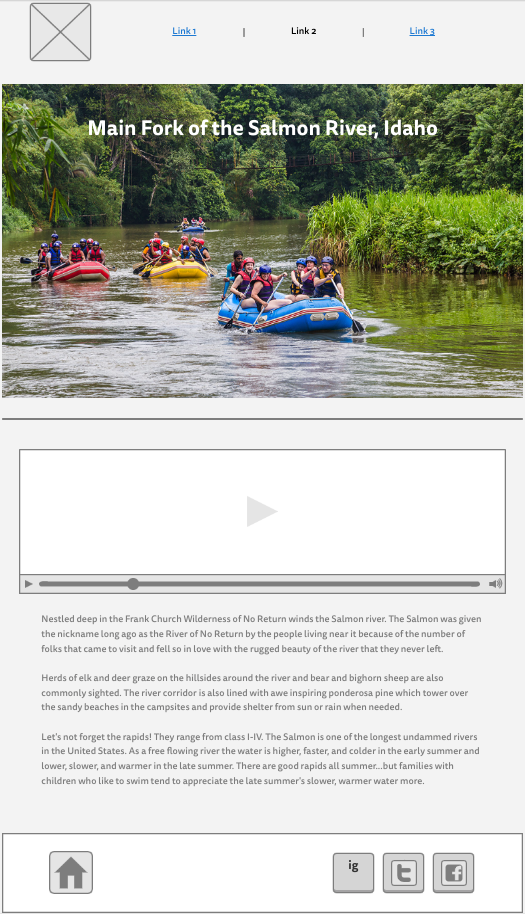 Link 1 | Link 2 | Link 3
Main Fork of the Salmon River, Idaho
Nestled deep in the Frank Church Wilderness of No Return winds the Salmon river. The Salmon was given
the nickname long ago as the River of No Return by the people living near it because of the number of
folks that came to visit and fell so in love with the rugged beauty of the river that they never left.
Herds of elk and deer graze on the hillsides around the river and bear and bighorn sheep are also
commonly sighted. The river corridor is also lined with awe inspiring ponderosa pine which tower over
the sandy beaches in the campsites and provide shelter from sun or rain when needed.
Let's not forget the rapids! They range from class I-IV. The Salmon is one of the longest undammed rivers
in the United States. As a free flowing river the water is higher, faster, and colder in the early summer and
lower, slower, and warmer in the late summer. There are good rapids all summer...but families with
children who like to swim tend to appreciate the late summer's slower, warmer water more.
ig